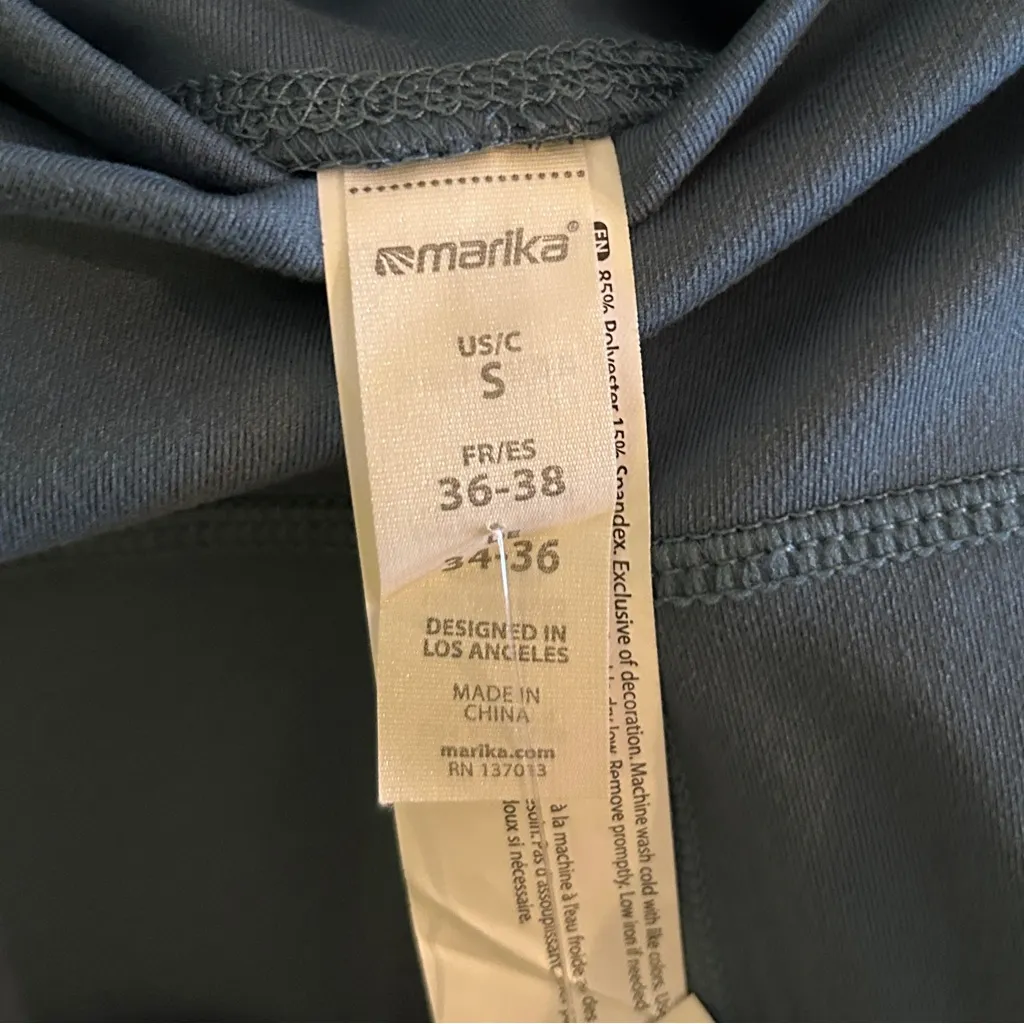 marika®
US/C
S
FR/ES
36-38
34-36
DESIGNED IN
LOS ANGELES
MADE IN
CHINA
marika.com
RN 137013
EN 85% Polyester 15% Spandex. Exclusive of decoration. Machine wash cold with like colors.
dry low. Remove promptly. Low iron if needed
à la machine à l'eau froide
Pas d'assouplissant
si nécessaire.